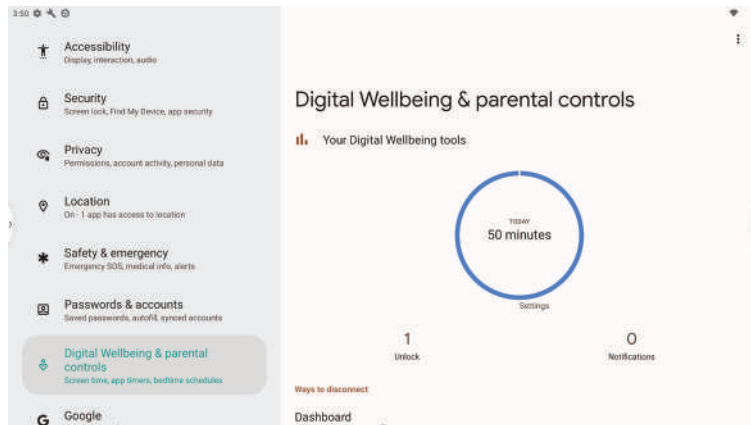 3:50
Accessibility
Display, interaction, audio
Security
Screen lock, Find My Device, app security
Privacy
Permissions, account activity, personal data
Location
On - 1 app has access to location
Safety & emergency
Emergency SOS, medical info, alerts
Passwords & accounts
Saved passwords, autofill, synced accounts
Digital Wellbeing & parental
controls
Screen time, app timers, bedtime schedules
Google
Digital Wellbeing & parental controls
Your Digital Wellbeing tools
TODAY
50 minutes
Settings
1
Unlock
0
Notifications
Ways to disconnect
Dashboard